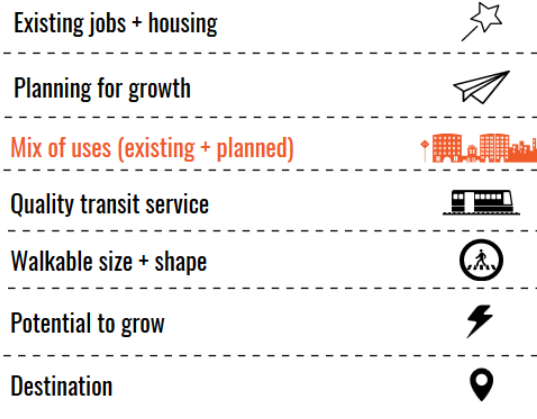 Existing jobs + housing
Planning for growth
Mix of uses (existing + planned)
Quality transit service
Walkable size + shape
Potential to grow
Destination